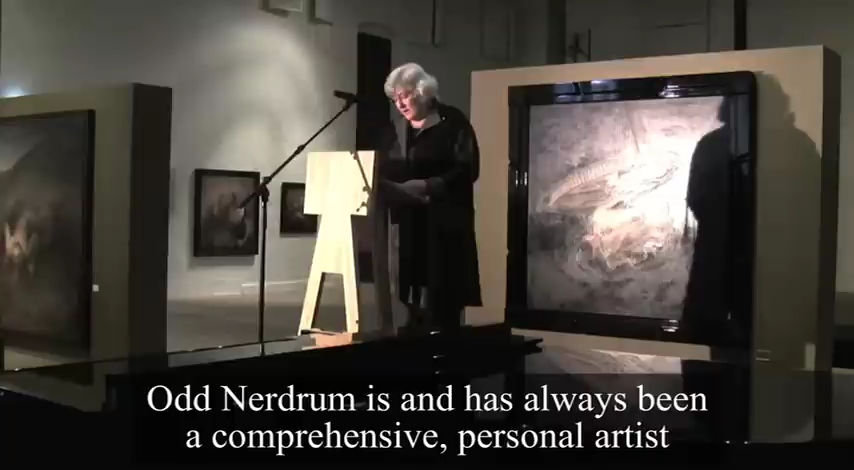 Odd Nerdrum is and has always been
a comprehensive, personal artist